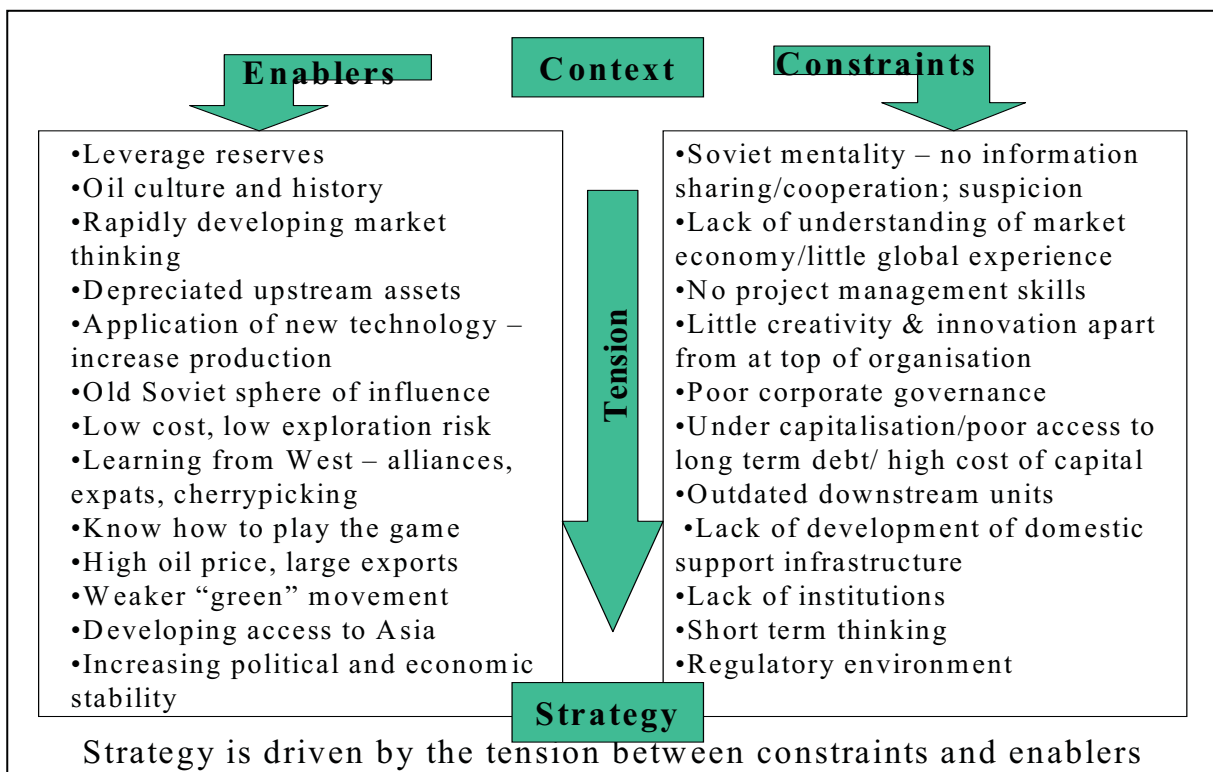 Enablers
Context
Constraints
•Leverage reserves
•Oil culture and history
•Rapidly developing market
thinking
•Depreciated upstream assets
•Application of new technology –
increase production
•Old Soviet sphere of influence
•Low cost, low exploration risk
•Learning from West – alliances,
expats, cherrypicking
•Know how to play the game
•High oil price, large exports
•Weaker “green” movement
•Developing access to Asia
•Increasing political and economic
stability
Tension
•Soviet mentality – no information
sharing/cooperation; suspicion
•Lack of understanding of market
economy/little global experience
•No project management skills
•Little creativity & innovation apart
from at top of organisation
•Poor corporate governance
•Under capitalisation/poor access to
long term debt/ high cost of capital
•Outdated downstream units
•Lack of development of domestic
support infrastructure
•Lack of institutions
•Short term thinking
•Regulatory environment
Strategy
Strategy is driven by the tension between constraints and enablers